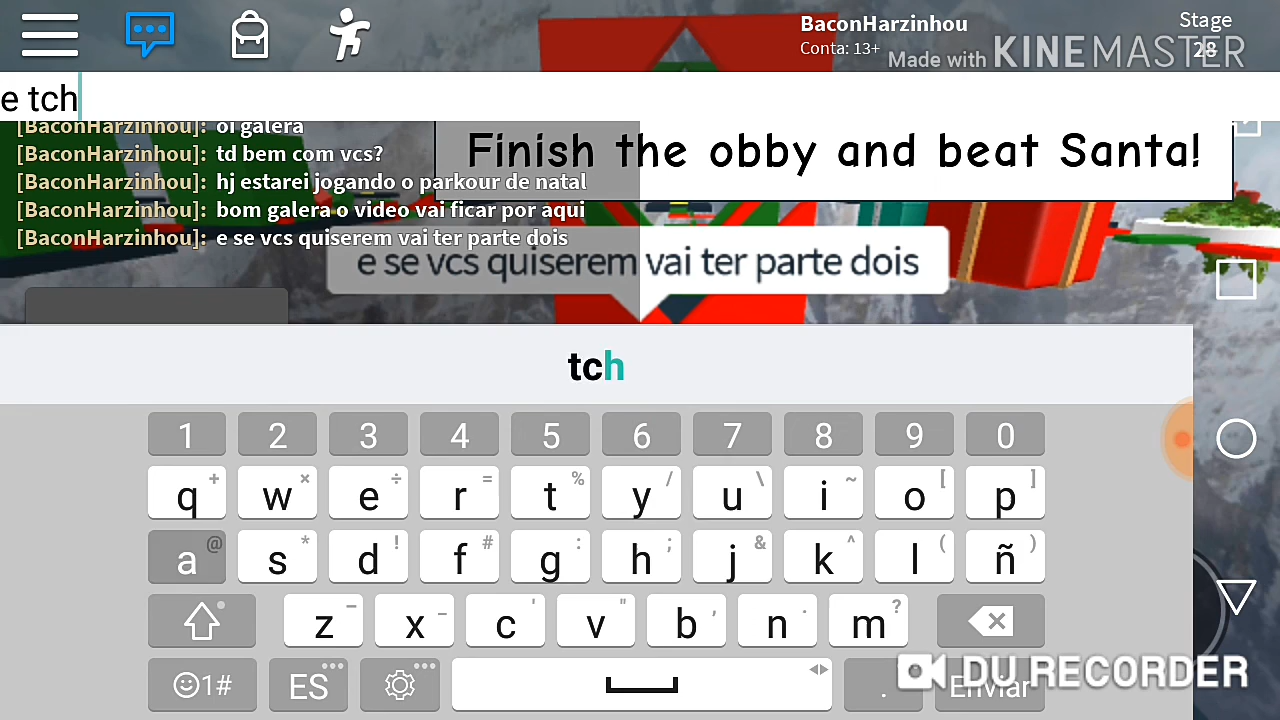 BaconHarzinhou
Conta: 13+
Stage
28
Made with KINEMASTER
e tch
[BaconHarzinhou]: oi galera
[BaconHarzinhou]: td bem com vcs?
[BaconHarzinhou]: hj estarei jogando o parkour de natal
[BaconHarzinhou]: bom galera o video vai ficar por aqui
[BaconHarzinhou]: e se vcs quiserem vai ter parte dois
Finish the obby and beat Santa!
e se vcs quiserem vai ter parte dois
tch
1 2 3 4 5 6 7 8 9 0
q + w × e ÷ r = t % y / u \ i ~ o [ p ]
a @ s * d ! f # g : h ; j & k ^ l ( ñ )
z – x _ c ' v " b , n . m ?
1# ES . Enviar
DU RECORDER